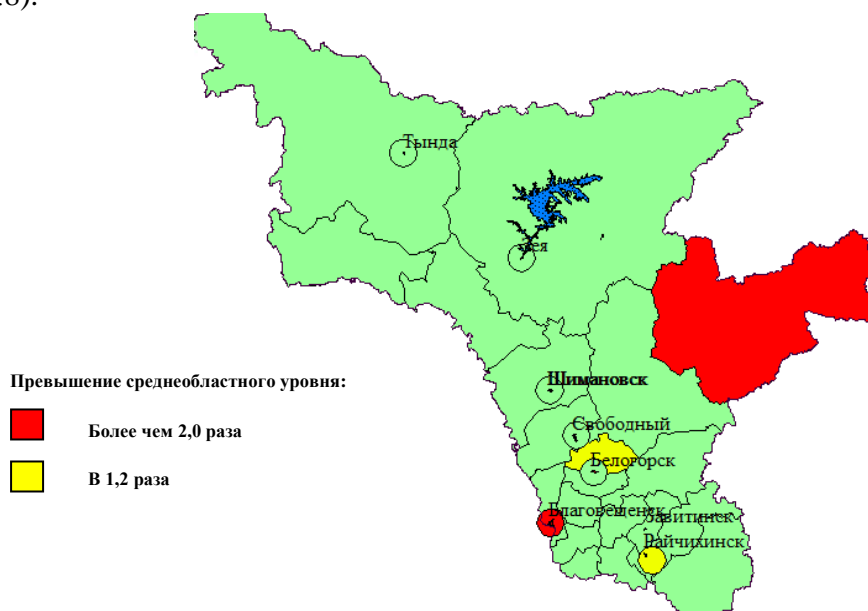 Тында
Зея
Шимановск
Превышение среднеобластного уровня:
Более чем 2,0 раза
Свободный
Белогорск
В 1,2 раза
Благовещенск
Завитинск
Райчихинск